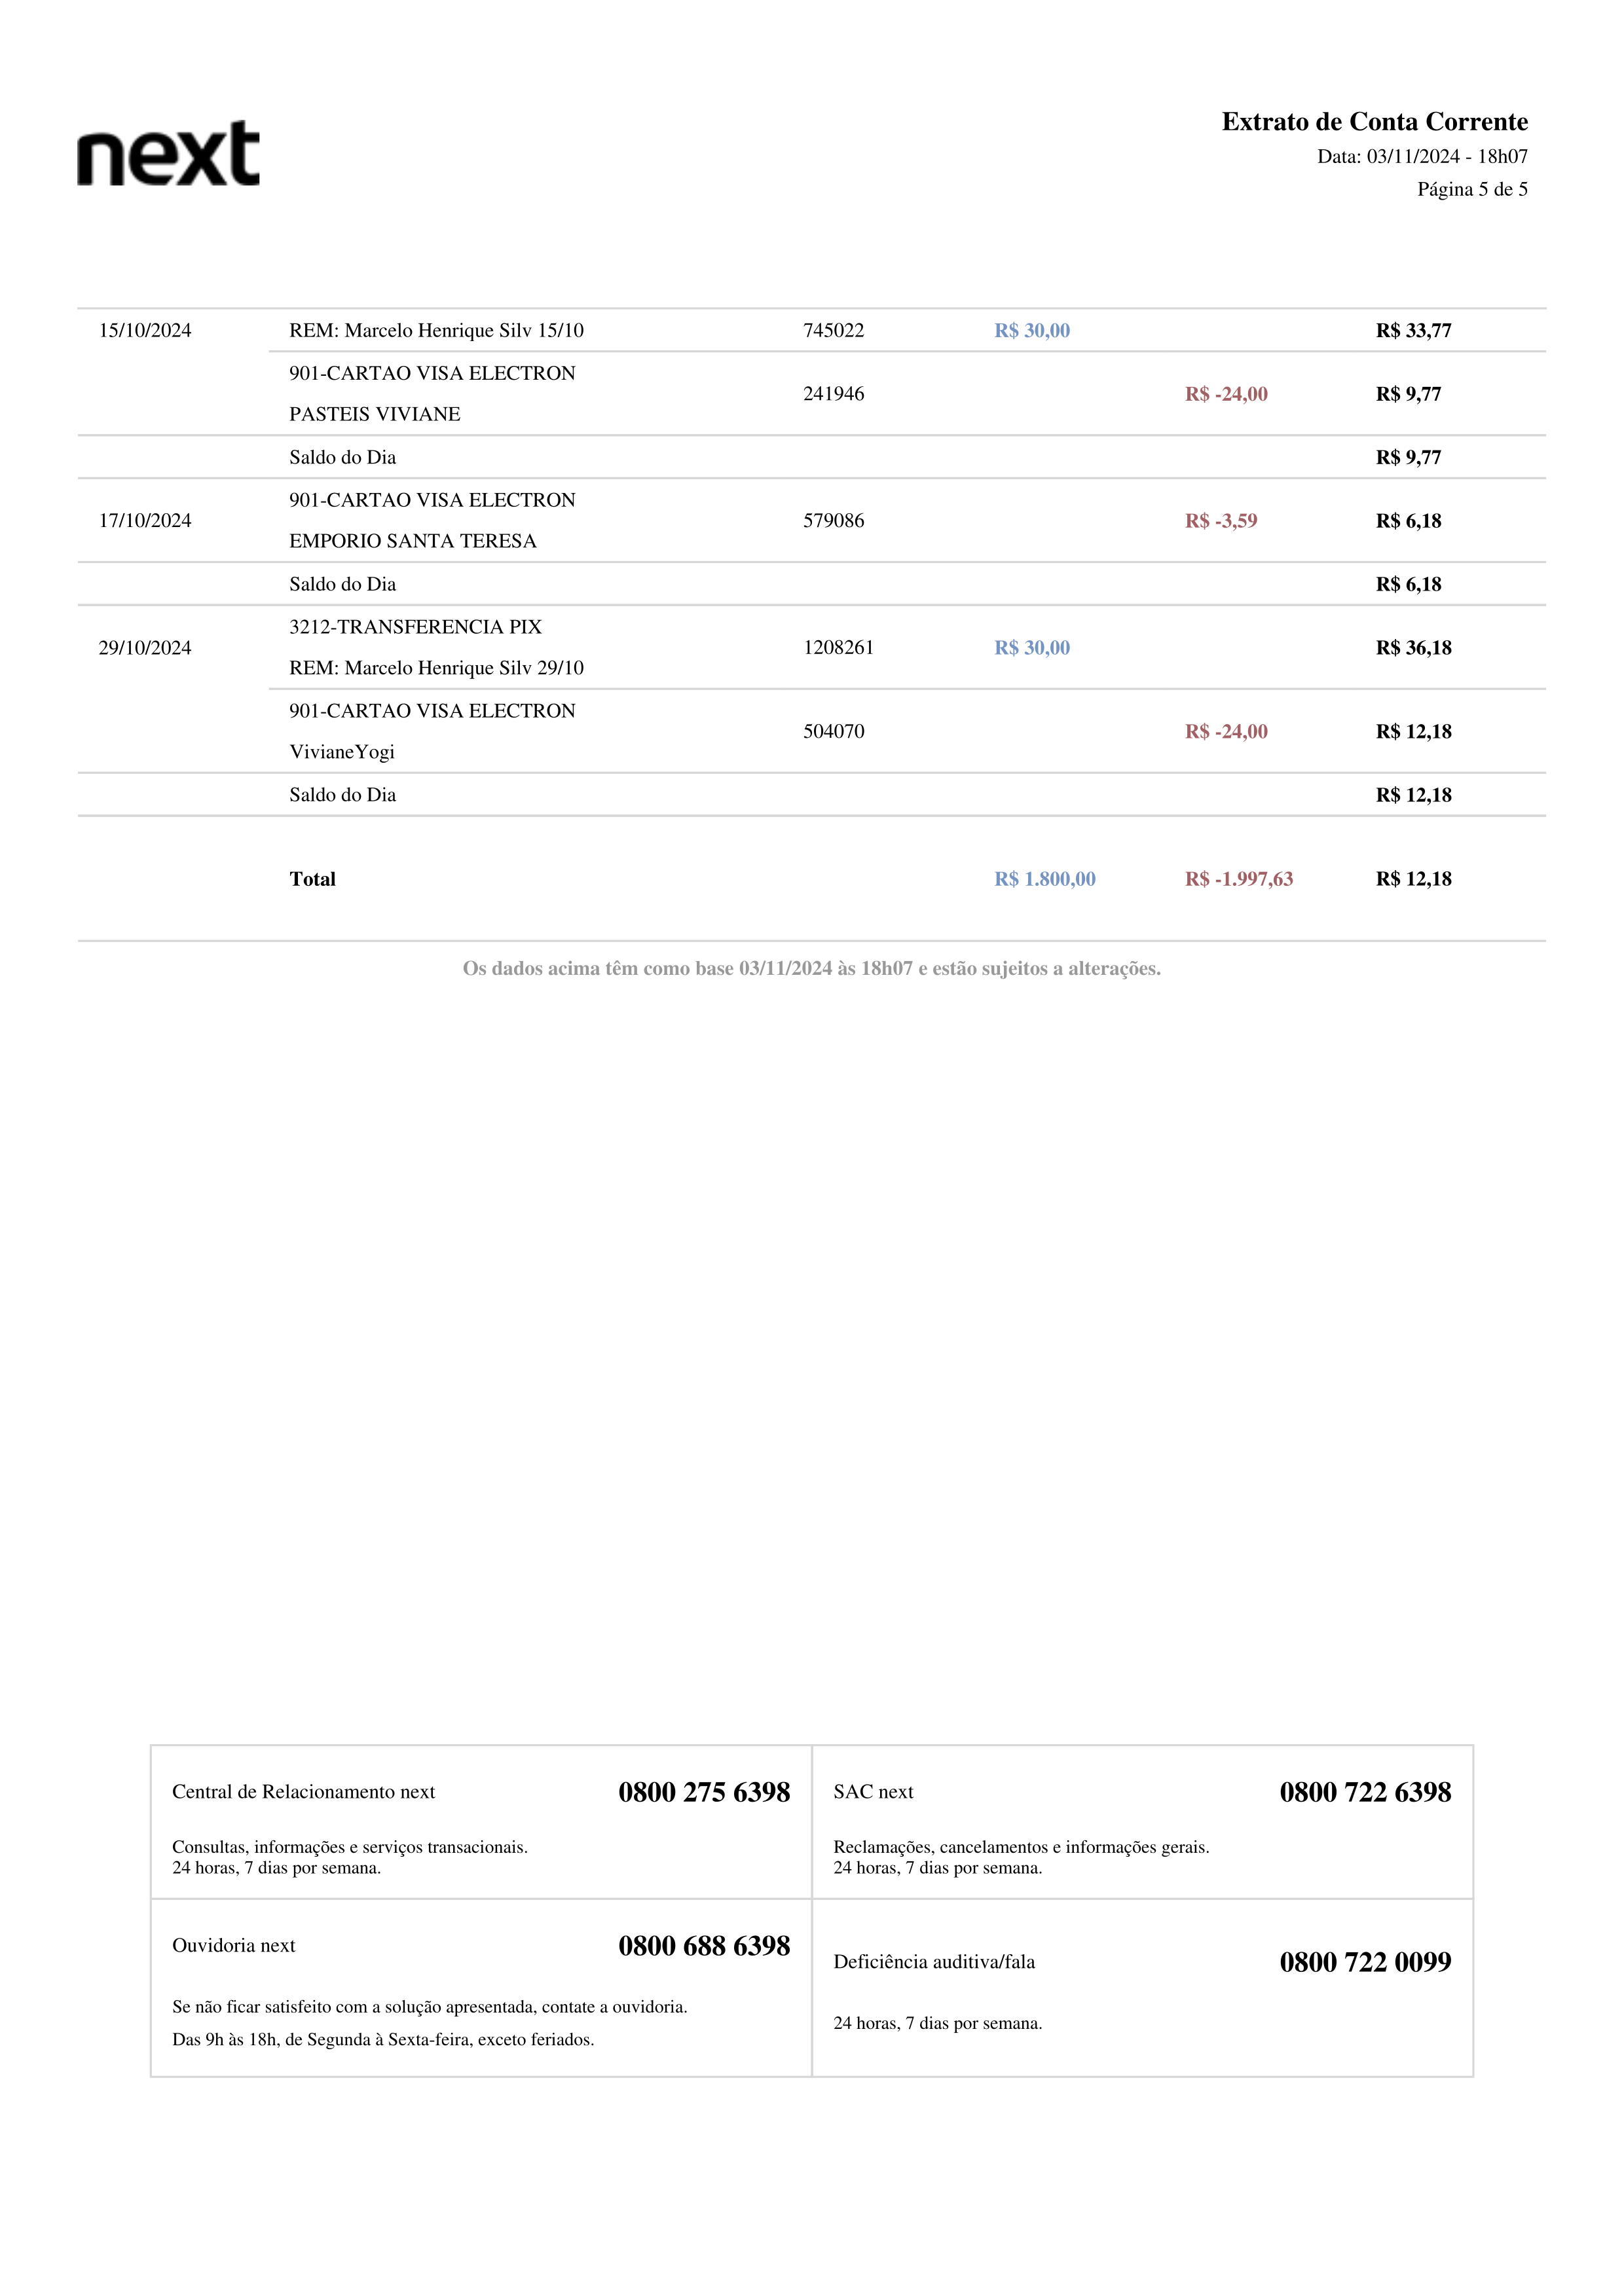 next
Extrato de Conta Corrente
Data: 03/11/2024 - 18h07
Página 5 de 5
15/10/2024 REM: Marcelo Henrique Silv 15/10 745022 R$ 30,00 R$ 33,77
901-CARTAO VISA ELECTRON
PASTEIS VIVIANE
241946 R$ -24,00 R$ 9,77
Saldo do Dia R$ 9,77
17/10/2024
901-CARTAO VISA ELECTRON
EMPORIO SANTA TERESA
579086 R$ -3,59 R$ 6,18
Saldo do Dia R$ 6,18
29/10/2024
3212-TRANSFERENCIA PIX
REM: Marcelo Henrique Silv 29/10
1208261 R$ 30,00 R$ 36,18
901-CARTAO VISA ELECTRON
VivianeYogi
504070 R$ -24,00 R$ 12,18
Saldo do Dia R$ 12,18
Total R$ 1.800,00 R$ -1.997,63 R$ 12,18
Os dados acima têm como base 03/11/2024 às 18h07 e estão sujeitos a alterações.
Central de Relacionamento next 0800 275 6398
Consultas, informações e serviços transacionais.
24 horas, 7 dias por semana.
SAC next 0800 722 6398
Reclamações, cancelamentos e informações gerais.
24 horas, 7 dias por semana.
Ouvidoria next 0800 688 6398
Se não ficar satisfeito com a solução apresentada, contate a ouvidoria.
Das 9h às 18h, de Segunda à Sexta-feira, exceto feriados.
Deficiência auditiva/fala 0800 722 0099
24 horas, 7 dias por semana.